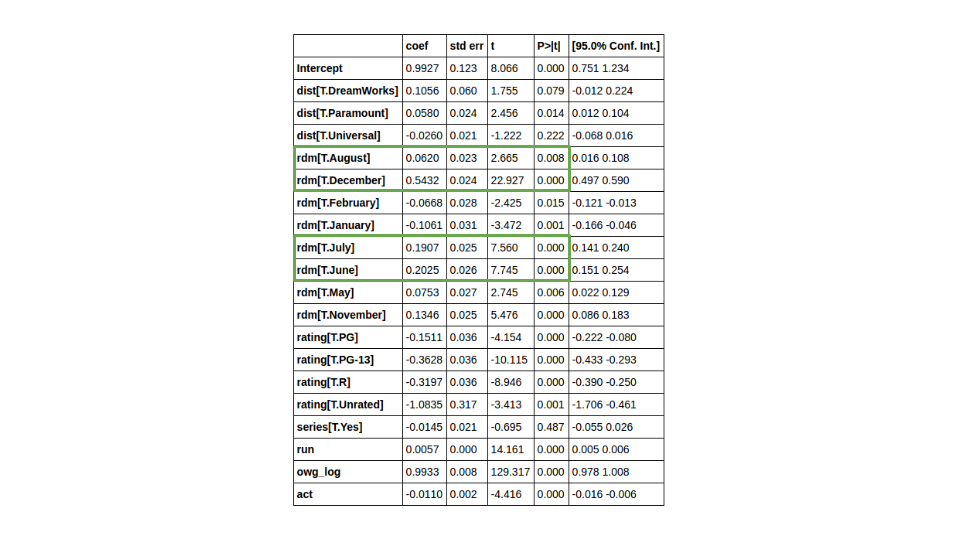 coef std err t P>|t| [95.0% Conf. Int.]
Intercept 0.9927 0.123 8.066 0.000 0.751 1.234
dist[T.DreamWorks] 0.1056 0.060 1.755 0.079 -0.012 0.224
dist[T.Paramount] 0.0580 0.024 2.456 0.014 0.012 0.104
dist[T.Universal] -0.0260 0.021 -1.222 0.222 -0.068 0.016
rdm[T.August] 0.0620 0.023 2.665 0.008 0.016 0.108
rdm[T.December] 0.5432 0.024 22.927 0.000 0.497 0.590
rdm[T.February] -0.0668 0.028 -2.425 0.015 -0.121 -0.013
rdm[T.January] -0.1061 0.031 -3.472 0.001 -0.166 -0.046
rdm[T.July] 0.1907 0.025 7.560 0.000 0.141 0.240
rdm[T.June] 0.2025 0.026 7.745 0.000 0.151 0.254
rdm[T.May] 0.0753 0.027 2.745 0.006 0.022 0.129
rdm[T.November] 0.1346 0.025 5.476 0.000 0.086 0.183
rating[T.PG] -0.1511 0.036 -4.154 0.000 -0.222 -0.080
rating[T.PG-13] -0.3628 0.036 -10.115 0.000 -0.433 -0.293
rating[T.R] -0.3197 0.036 -8.946 0.000 -0.390 -0.250
rating[T.Unrated] -1.0835 0.317 -3.413 0.001 -1.706 -0.461
series[T.Yes] -0.0145 0.021 -0.695 0.487 -0.055 0.026
run 0.0057 0.000 14.161 0.000 0.005 0.006
owg_log 0.9933 0.008 129.317 0.000 0.978 1.008
act -0.0110 0.002 -4.416 0.000 -0.016 -0.006